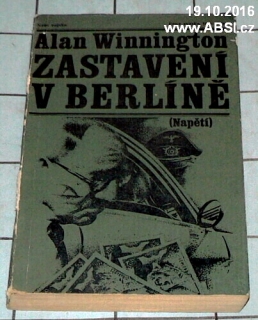 19.10.2016
www.ABSI.cz
Alan Winnington
ZASTAVENÍ
V BERLÍNĚ
(Napětí)